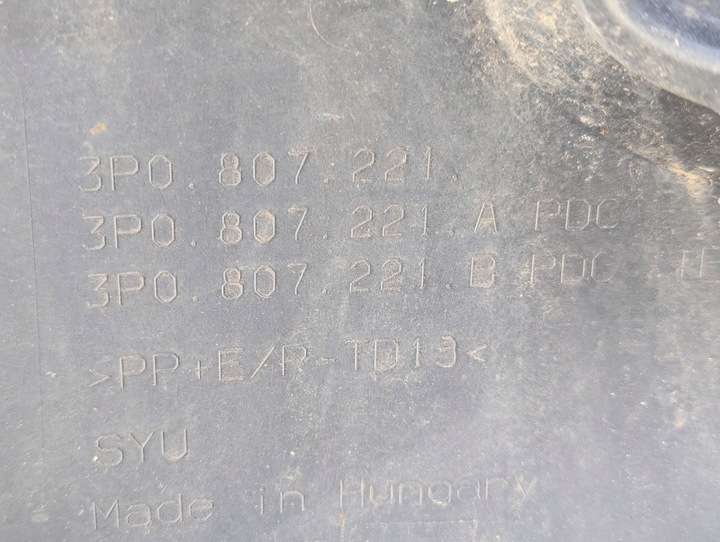 3P0.807.221
3P0.807.221.A PDC
3P0.807.221.B PDC
>PP+E/R-TD13<
SYU
Made in Hungary